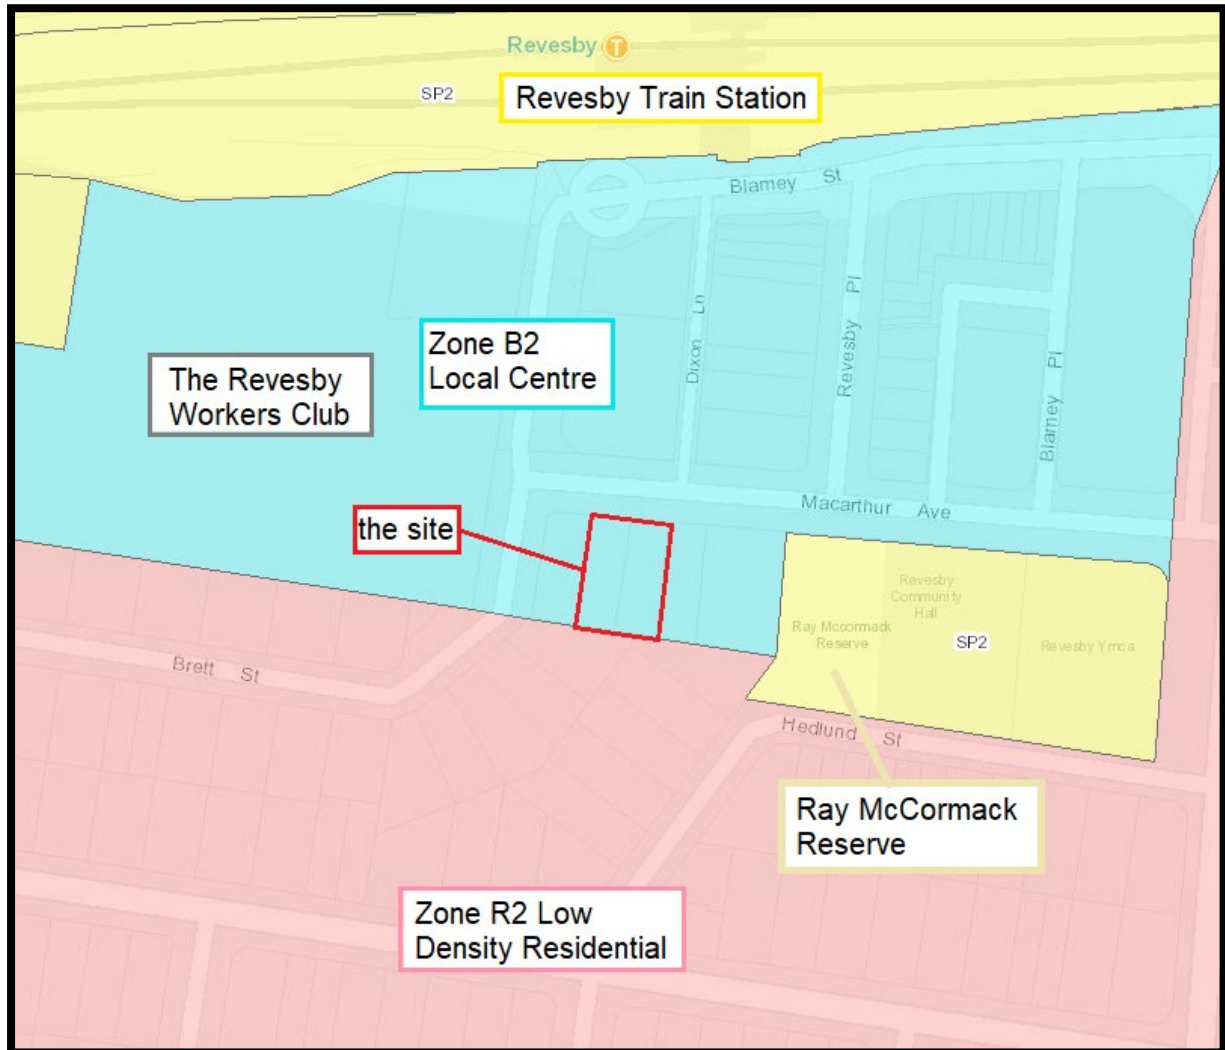 Revesby T
SP2
Revesby Train Station
Blamey St
Dixon Ln
Revesby Pl
Blamey Pl
Zone B2
Local Centre
The Revesby
Workers Club
the site
Macarthur Ave
Revesby
Community
Hall
Ray Mccormack
Reserve
SP2
Revesby Ymca
Brett St
Hedlund St
Ray McCormack
Reserve
Zone R2 Low
Density Residential